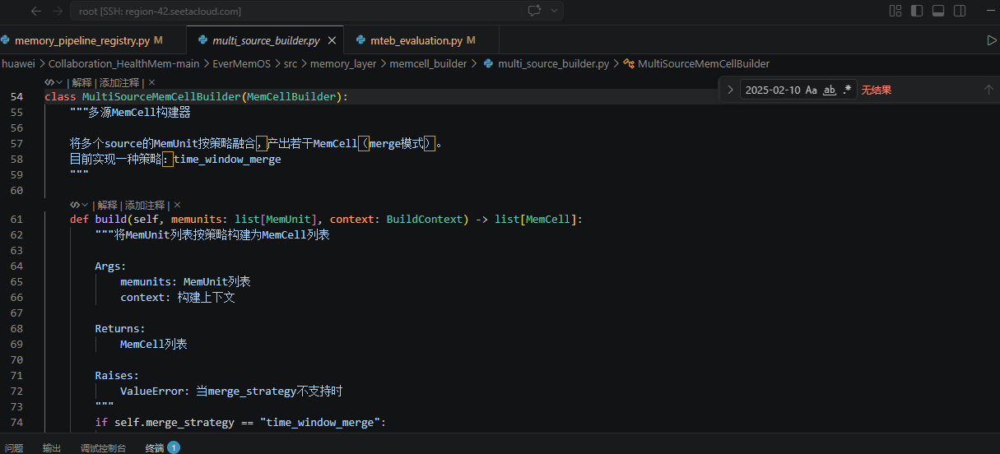 root [SSH: region-42.seetacloud.com]
memory_pipeline_registry.py M
multi_source_builder.py
mteb_evaluation.py M
huawei > Collaboration_HealthMem-main > EverMemOS > src > memory_layer > memcell_builder > multi_source_builder.py > MultiSourceMemCellBuilder
| 解释 | 添加注释 | ×
2025-02-10 Aa ab .* 无结果
54 class MultiSourceMemCellBuilder(MemCellBuilder):
55 """多源MemCell构建器
56
57 将多个source的MemUnit按策略融合，产出若干MemCell（merge模式）。
58 目前实现一种策略：time_window_merge
59 """
60
| 解释 | 添加注释 | ×
61 def build(self, memunits: list[MemUnit], context: BuildContext) -> list[MemCell]:
62 """将MemUnit列表按策略构建为MemCell列表
63
64 Args:
65 memunits: MemUnit列表
66 context: 构建上下文
67
68 Returns:
69 MemCell列表
70
71 Raises:
72 ValueError: 当merge_strategy不支持时
73 """
74 if self.merge_strategy == "time_window_merge":
问题 输出 调试控制台 终端 1